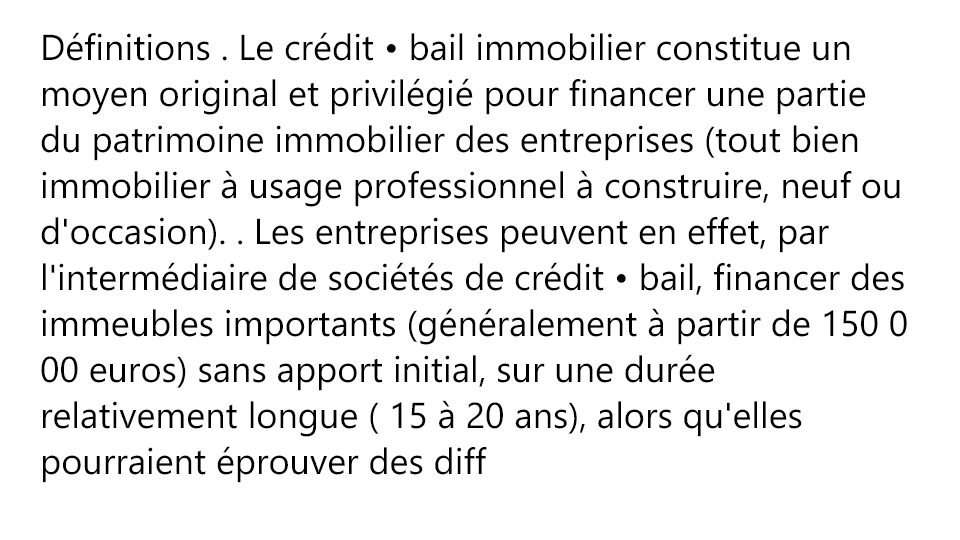 Définitions . Le crédit • bail immobilier constitue un
moyen original et privilégié pour financer une partie
du patrimoine immobilier des entreprises (tout bien
immobilier à usage professionnel à construire, neuf ou
d'occasion). . Les entreprises peuvent en effet, par
l'intermédiaire de sociétés de crédit • bail, financer des
immeubles importants (généralement à partir de 150 0
00 euros) sans apport initial, sur une durée
relativement longue ( 15 à 20 ans), alors qu'elles
pourraient éprouver des diff